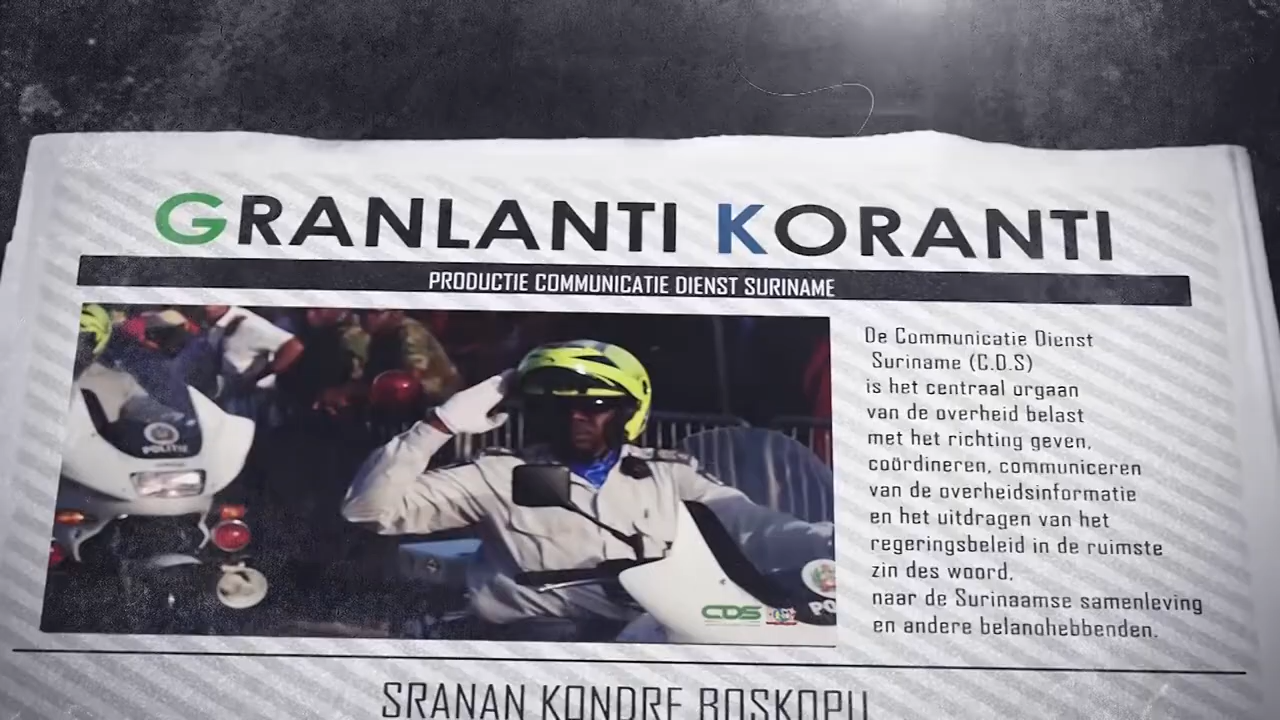 GRANLANTI KORANTI
PRODUCTIE COMMUNICATIE DIENST SURINAME
De Communicatie Dienst
Suriname (C.D.S)
is het centraal orgaan
van de overheid belast
met het richting geven,
coördineren, communiceren
van de overheidsinformatie
en het uitdragen van het
regeringsbeleid in de ruimste
zin des woord,
naar de Surinaamse samenleving
en andere belanghebbenden.
POLITIE
PO
CDS
SRANAN KONDRE BOSKOPU